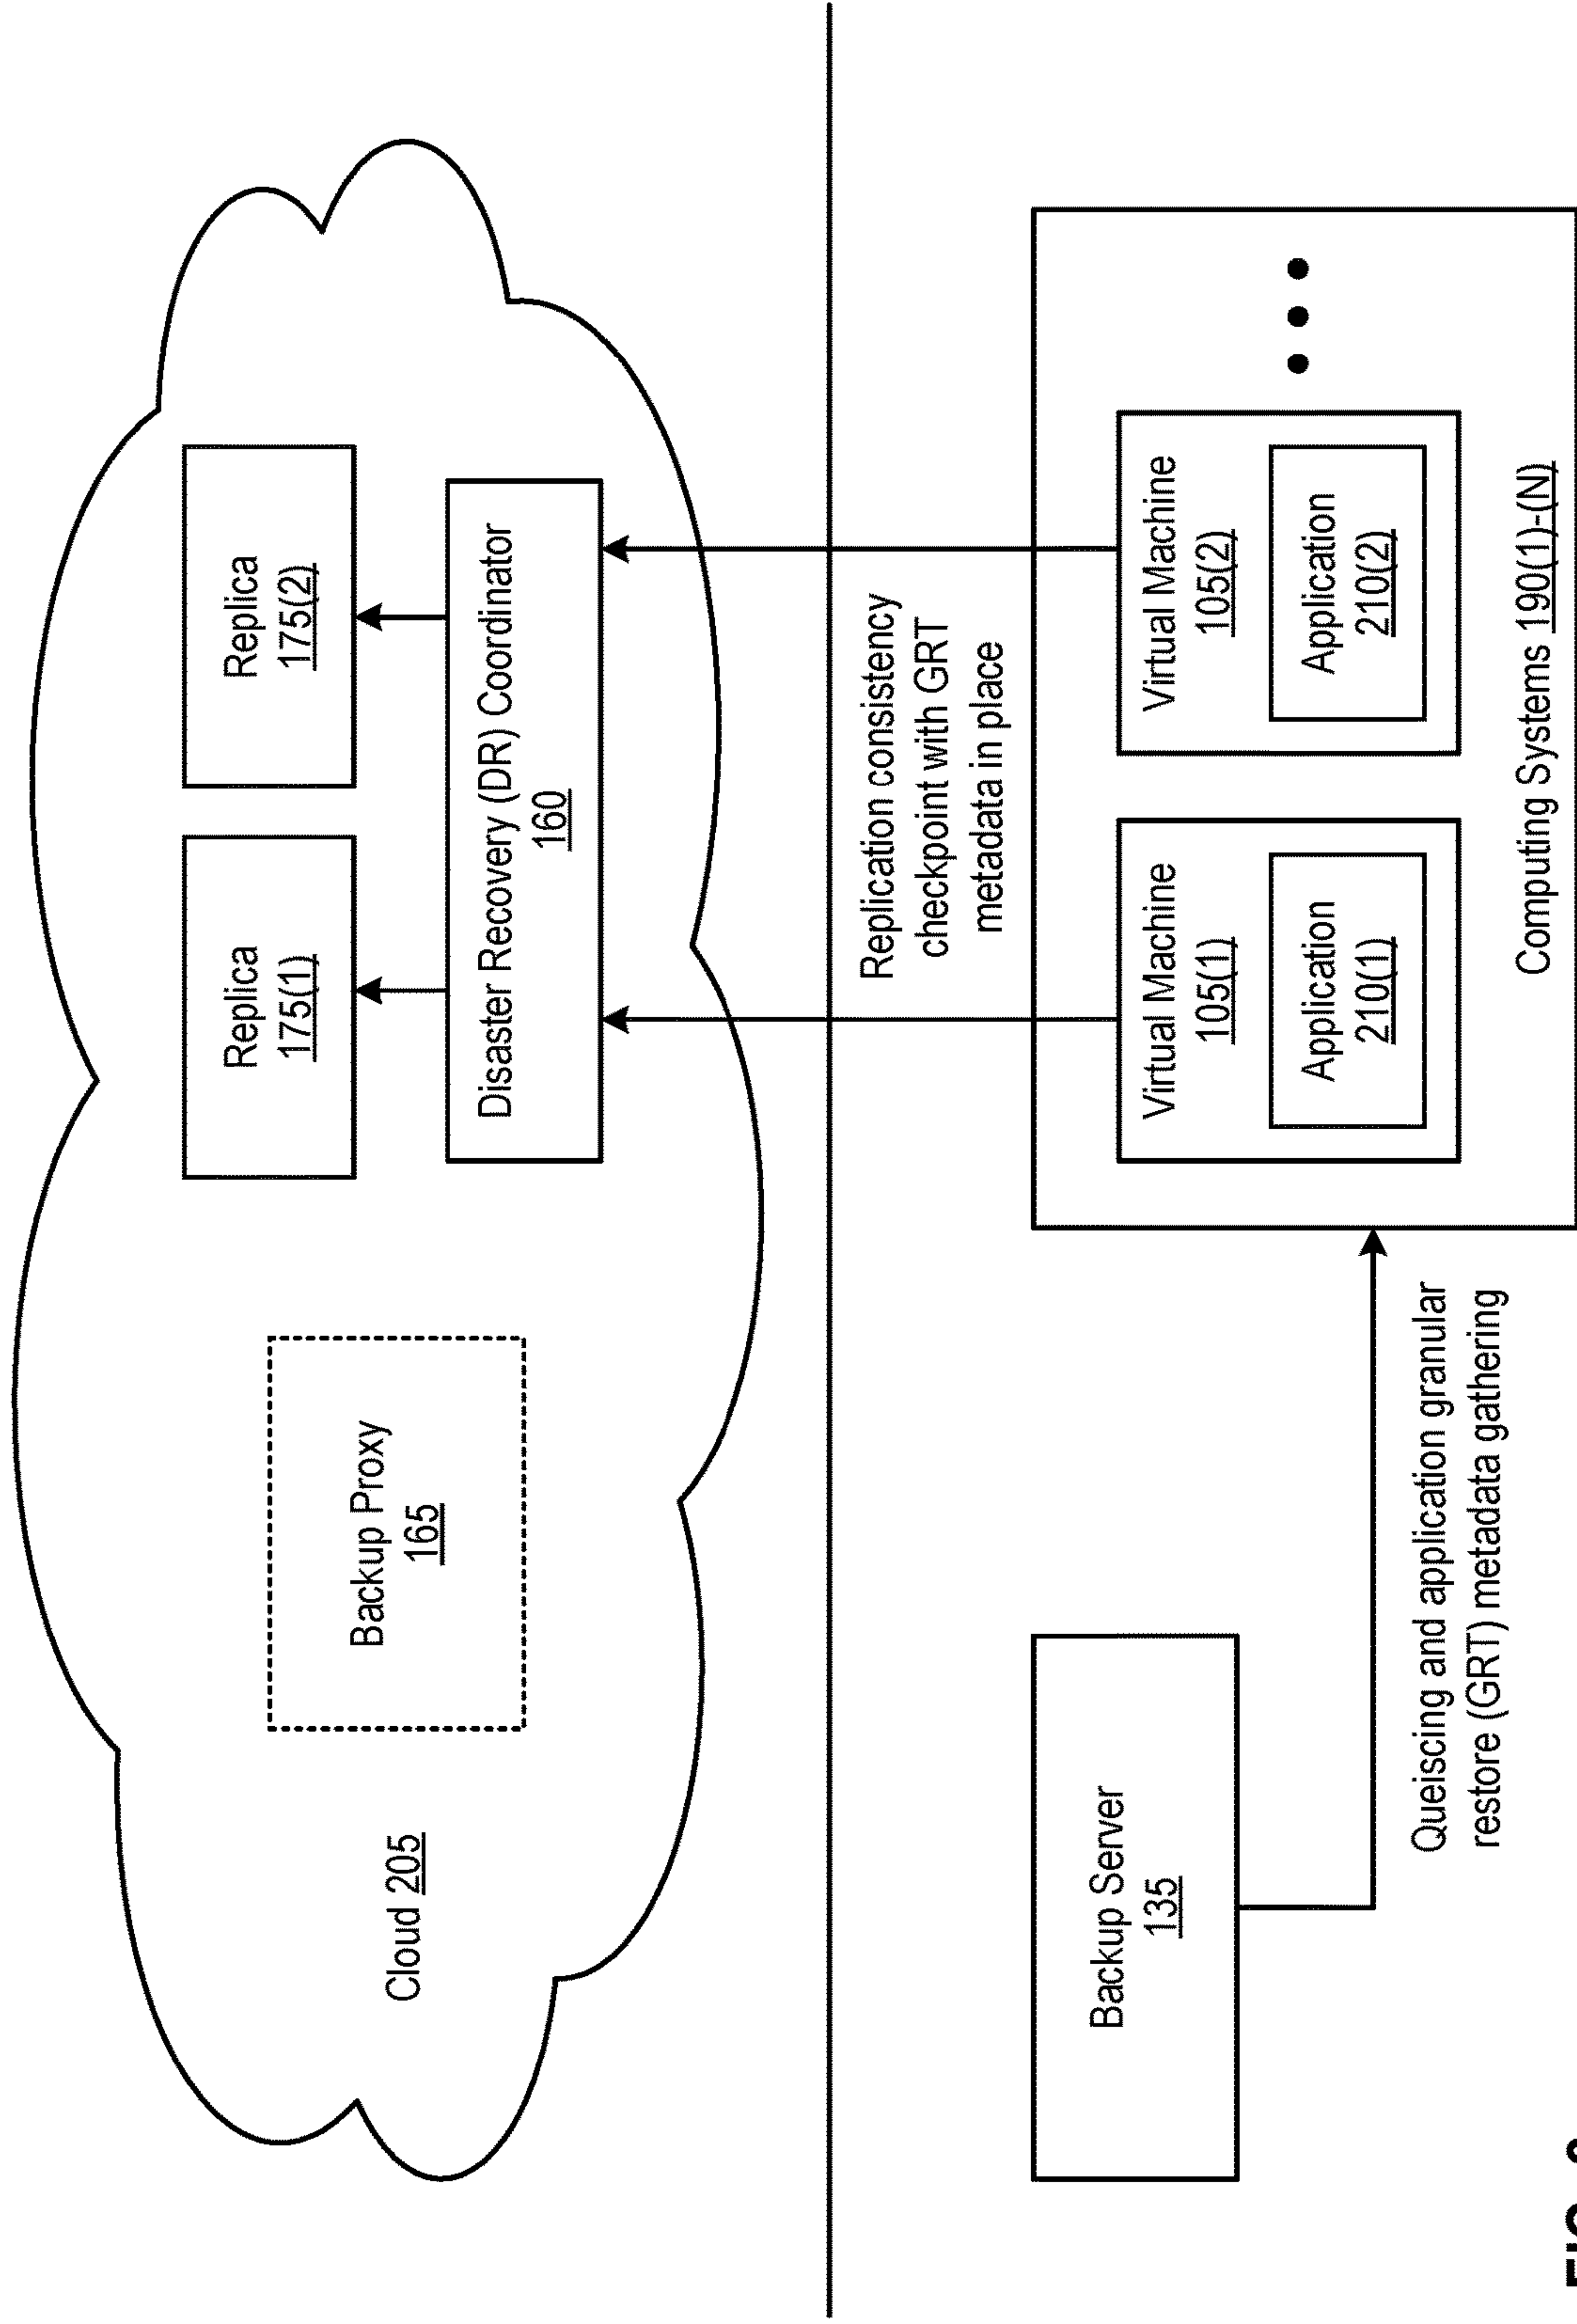 Cloud 205
Backup Proxy
165
Replica
175(1)
Replica
175(2)
Disaster Recovery (DR) Coordinator
160
Replication consistency
checkpoint with GRT
metadata in place
Backup Server
135
Queiscing and application granular
restore (GRT) metadata gathering
Virtual Machine
105(1)
Application
210(1)
Virtual Machine
105(2)
Application
210(2)
Computing Systems 190(1)-(N)
FIG.